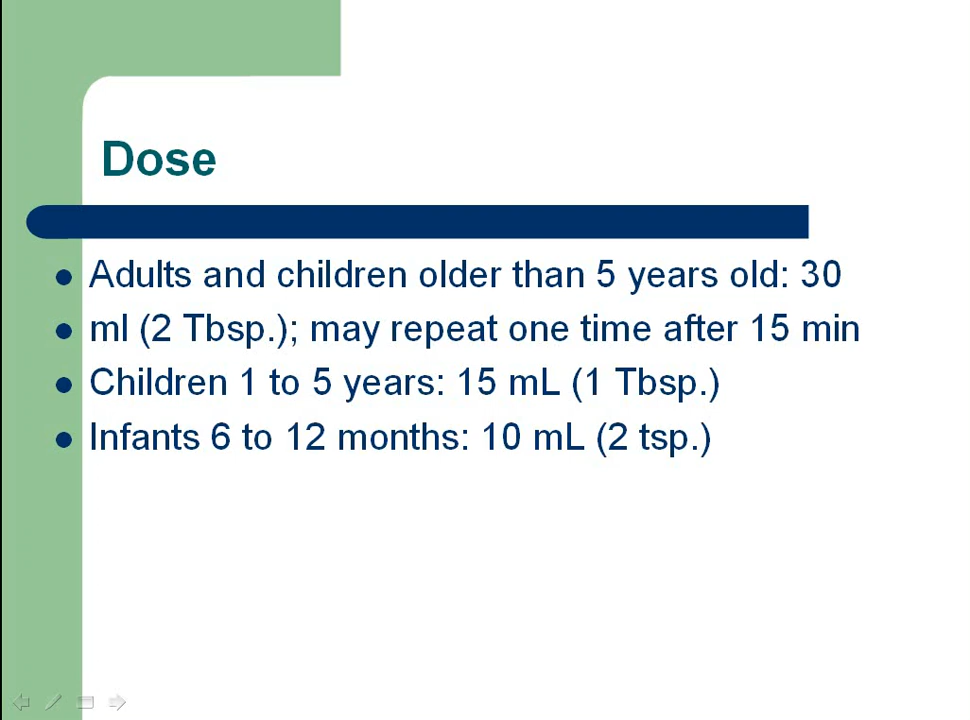 Dose
Adults and children older than 5 years old: 30
ml (2 Tbsp.); may repeat one time after 15 min
Children 1 to 5 years: 15 mL (1 Tbsp.)
Infants 6 to 12 months: 10 mL (2 tsp.)